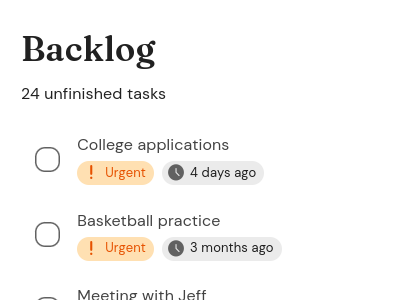 Backlog
24 unfinished tasks
College applications
Urgent
4 days ago
Basketball practice
Urgent
3 months ago
Meeting with Jeff